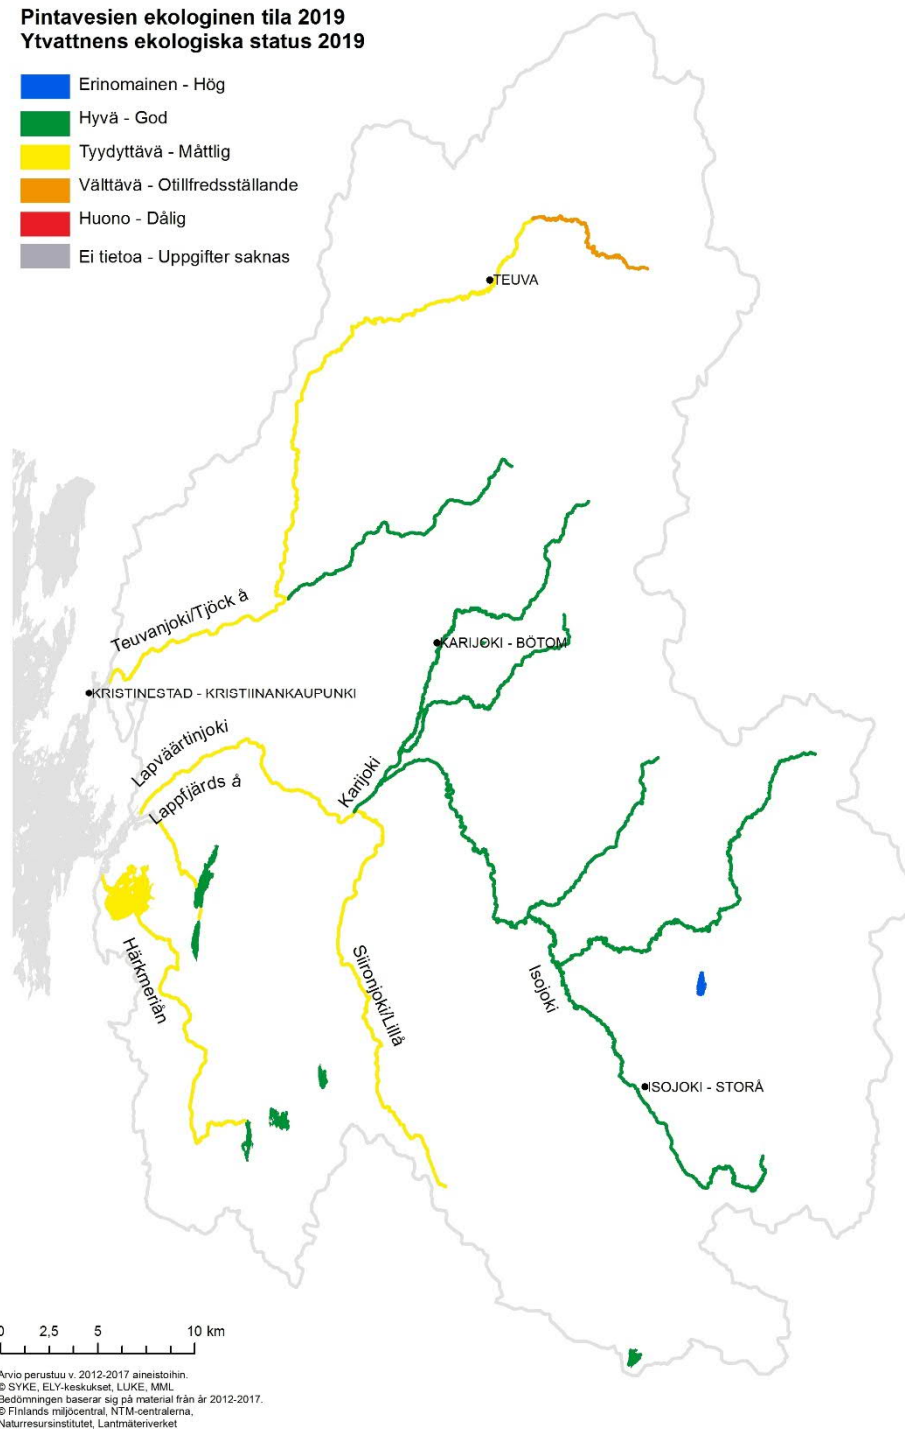 Pintavesien ekologinen tila 2019
Ytvattnens ekologiska status 2019
Erinomainen - Hög
Hyvä - God
Tyydyttävä - Måttlig
Välttävä - Otillfredsställande
Huono - Dålig
Ei tietoa - Uppgifter saknas
TEUVA
Teuvanjoki/Tjöck å
KARIJOKI - BÖTOM
KRISTINESTAD - KRISTIINANKAUPUNKI
Lapväärtinjoki
Lappfjärds å
Karijoki
Härkmeriån
Siironjoki/Lillå
Isojoki
ISOJOKI - STORÅ
0 2,5 5 10 km
Arvio perustuu v. 2012-2017 aineistoihin.
© SYKE, ELY-keskukset, LUKE, MML
Bedömningen baserar sig på material från år 2012-2017.
© FInlands miljöcentral, NTM-centralerna,
Naturresursinstitutet, Lantmäteriverket